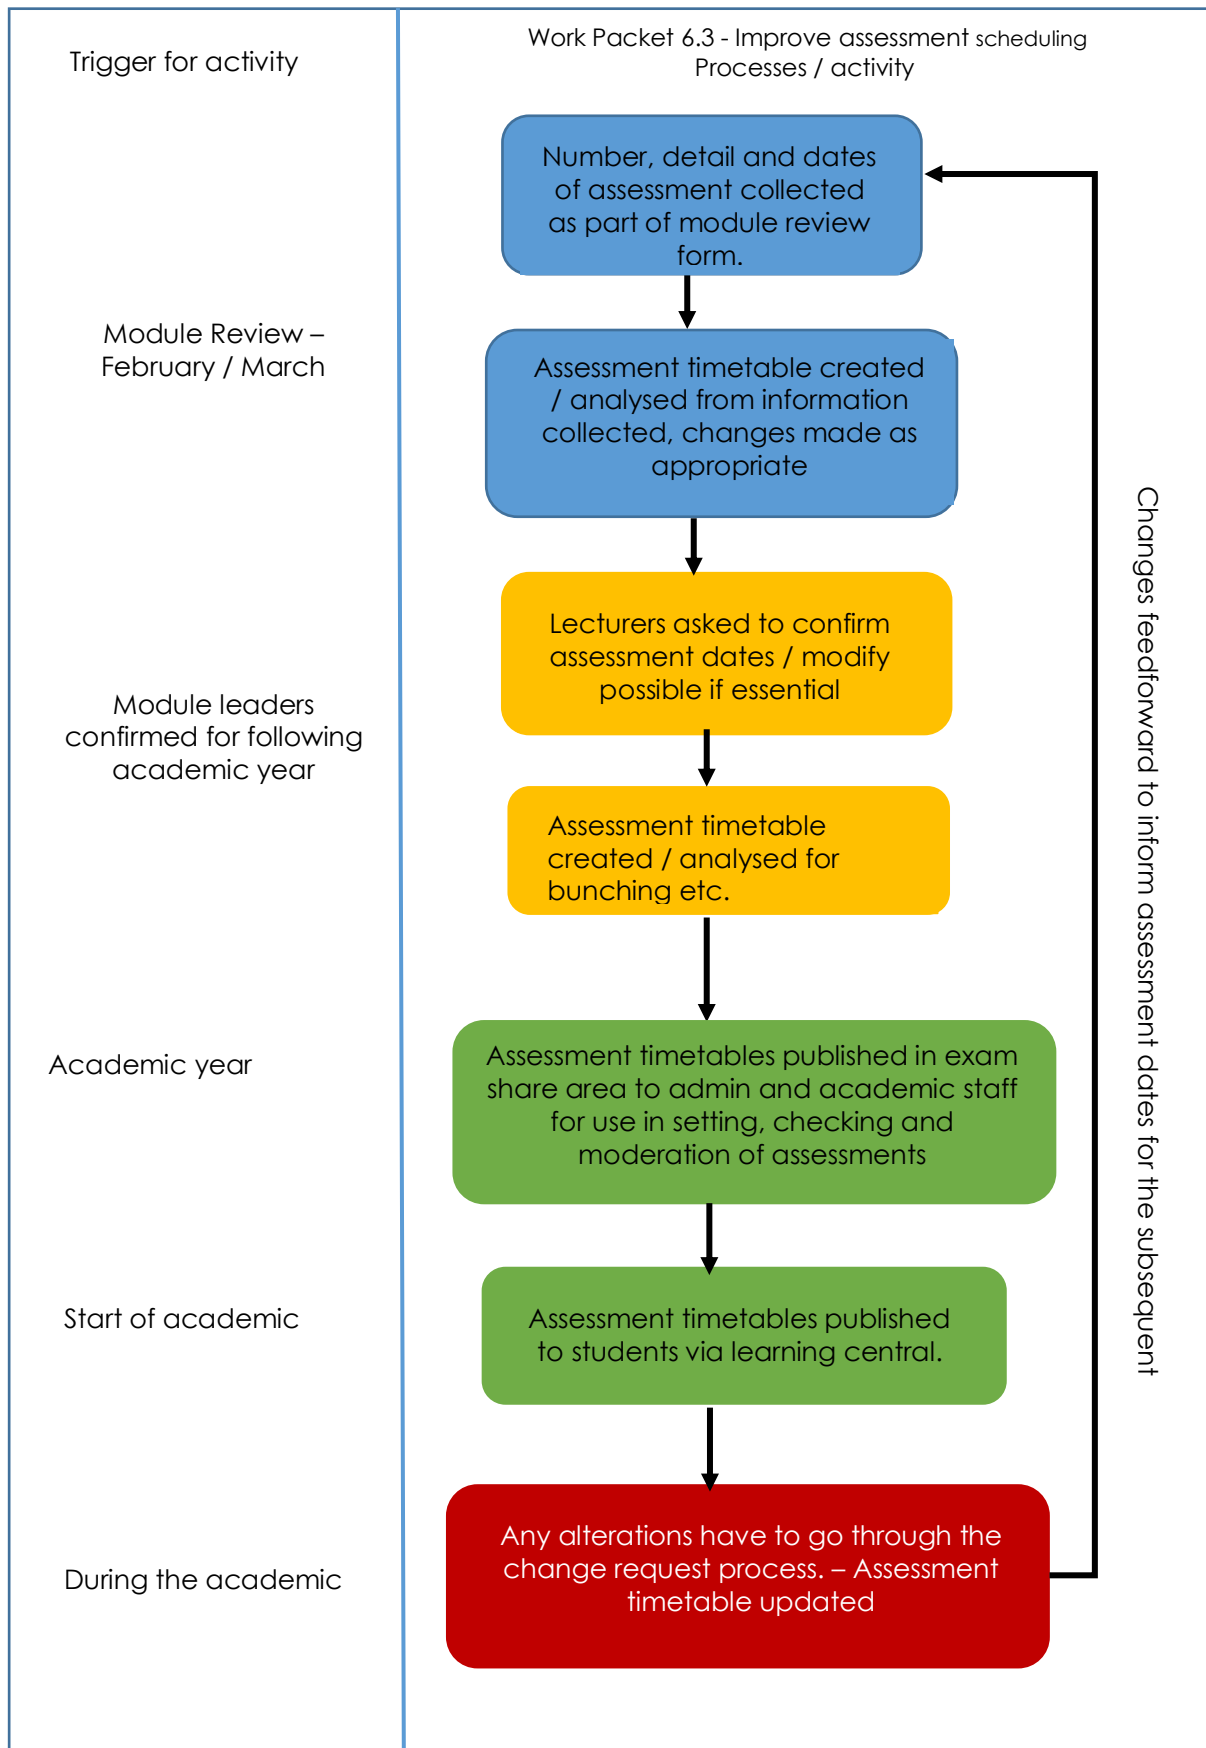 Trigger for activity
Work Packet 6.3 - Improve assessment scheduling
Processes / activity
Number, detail and dates
of assessment collected
as part of module review
form.
Module Review –
February / March
Assessment timetable created
/ analysed from information
collected, changes made as
appropriate
Lecturers asked to confirm
assessment dates / modify
possible if essential
Module leaders
confirmed for following
academic year
Assessment timetable
created / analysed for
bunching etc.
Academic year
Assessment timetables published in exam
share area to admin and academic staff
for use in setting, checking and
moderation of assessments
Start of academic
Assessment timetables published
to students via learning central.
During the academic
Any alterations have to go through the
change request process. – Assessment
timetable updated
Changes feedforward to inform assessment dates for the subsequent